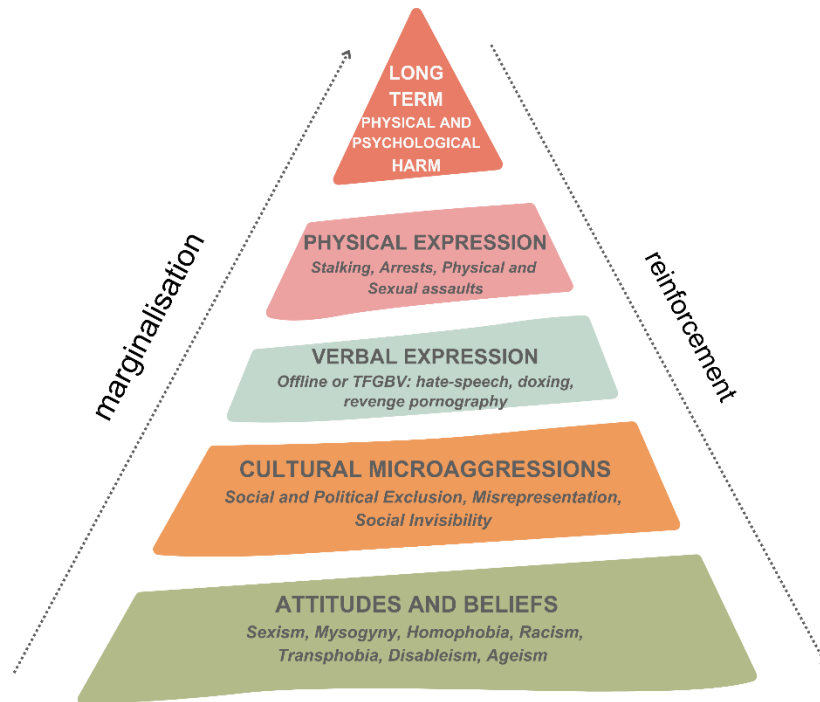 LONG
TERM
PHYSICAL AND
PSYCHOLOGICAL
HARM
marginalisation
reinforcement
PHYSICAL EXPRESSION
Stalking, Arrests, Physical and
Sexual assaults
VERBAL EXPRESSION
Offline or TFGBV: hate-speech, doxing,
revenge pornography
CULTURAL MICROAGGRESSIONS
Social and Political Exclusion, Misrepresentation,
Social Invisibility
ATTITUDES AND BELIEFS
Sexism, Mysogyny, Homophobia, Racism,
Transphobia, Disableism, Ageism